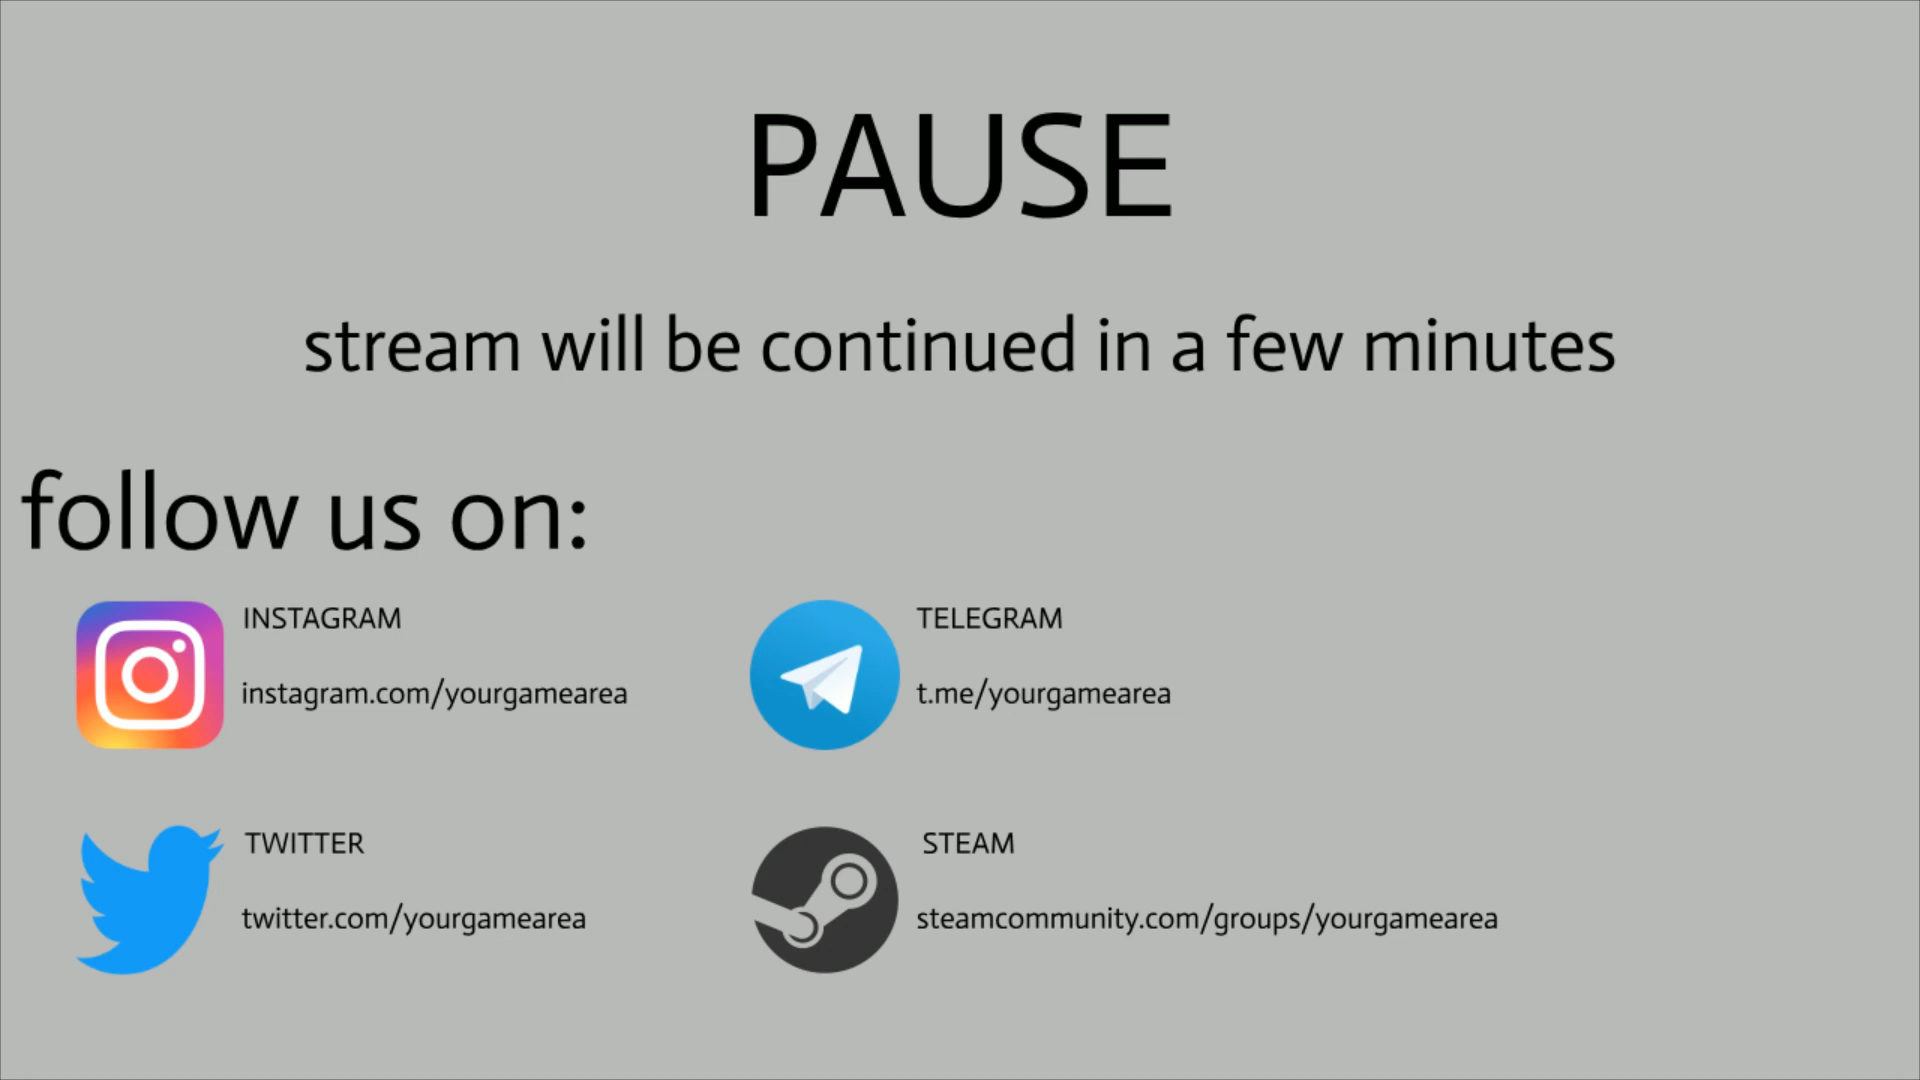 PAUSE
stream will be continued in a few minutes
follow us on:
INSTAGRAM
instagram.com/yourgamearea
TELEGRAM
t.me/yourgamearea
TWITTER
twitter.com/yourgamearea
STEAM
steamcommunity.com/groups/yourgamearea